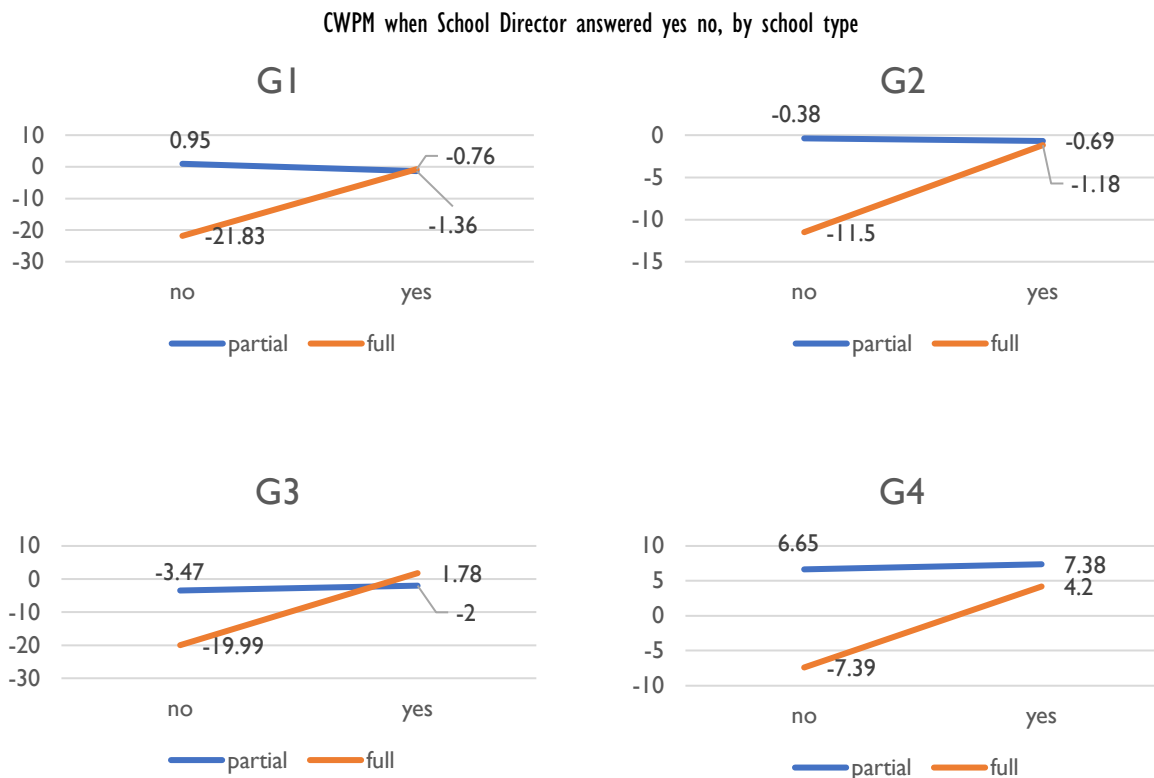 CWPM when School Director answered yes no, by school type
G1
10
0
-10
-20
-30
0.95
-0.76
-1.36
-21.83
no yes
partial full
G2
0
-5
-10
-15
-0.38
-0.69
-1.18
-11.5
no yes
partial full
G3
10
0
-10
-20
-30
-3.47
1.78
-2
-19.99
no yes
partial full
G4
10
5
0
-5
-10
6.65
7.38
4.2
-7.39
no yes
partial full